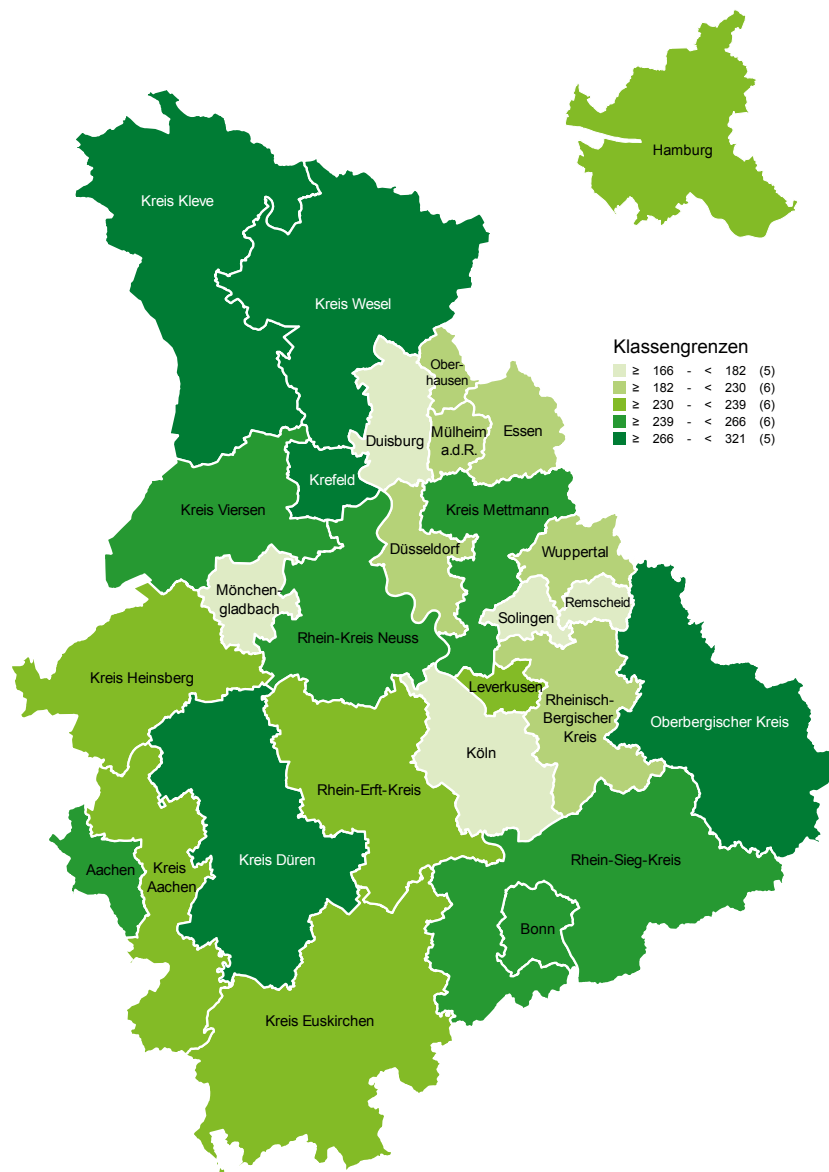 Hamburg
Kreis Kleve
Kreis Wesel
Klassengrenzen
≥ 166 - < 182 (5)
≥ 182 - < 230 (6)
≥ 230 - < 239 (6)
≥ 239 - < 266 (6)
≥ 266 - < 321 (5)
Ober-
hausen
Duisburg
Mülheim
a.d.R.
Essen
Krefeld
Kreis Viersen
Kreis Mettmann
Düsseldorf
Wuppertal
Mönchen-
gladbach
Solingen
Remscheid
Rhein-Kreis Neuss
Kreis Heinsberg
Leverkusen
Rheinisch-
Bergischer
Kreis
Oberbergischer Kreis
Köln
Rhein-Erft-Kreis
Kreis Düren
Rhein-Sieg-Kreis
Aachen
Kreis
Aachen
Bonn
Kreis Euskirchen